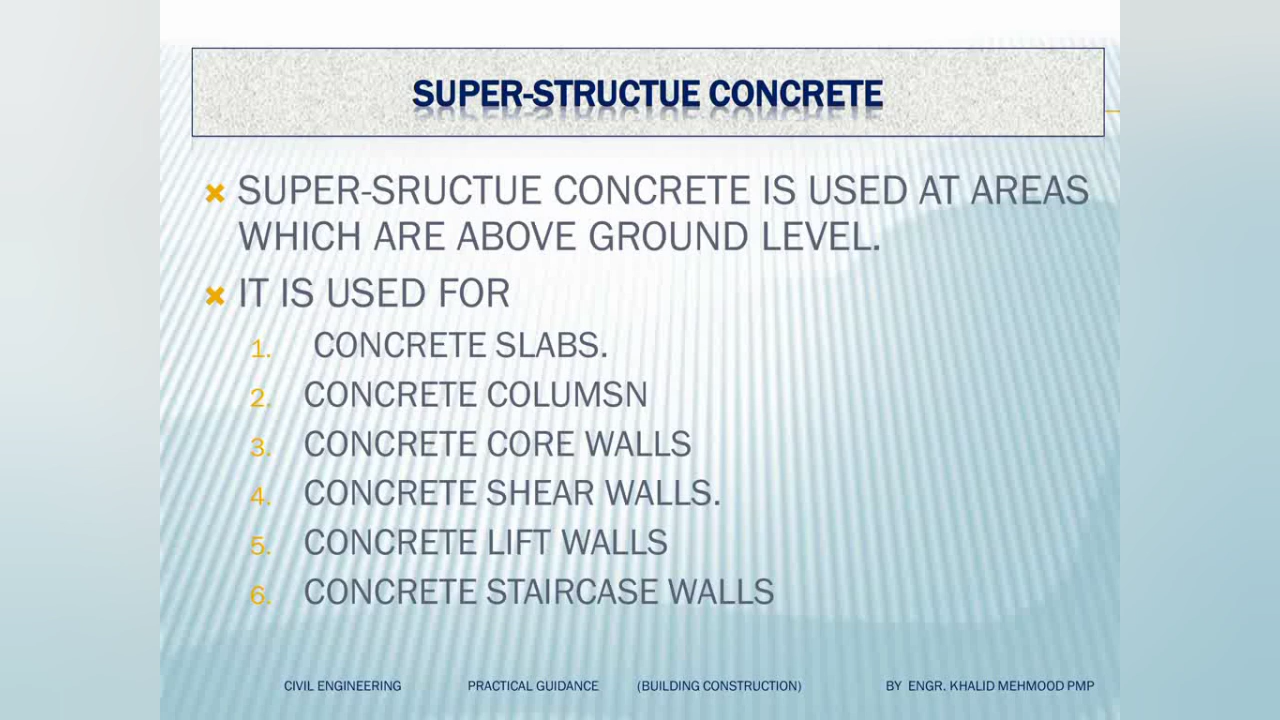 SUPER-STRUCTUE CONCRETE
SUPER-SRUCTUE CONCRETE IS USED AT AREAS
WHICH ARE ABOVE GROUND LEVEL.
IT IS USED FOR
1. CONCRETE SLABS.
2. CONCRETE COLUMSN
3. CONCRETE CORE WALLS
4. CONCRETE SHEAR WALLS.
5. CONCRETE LIFT WALLS
6. CONCRETE STAIRCASE WALLS
CIVIL ENGINEERING PRACTICAL GUIDANCE (BUILDING CONSTRUCTION) BY ENGR. KHALID MEHMOOD PMP